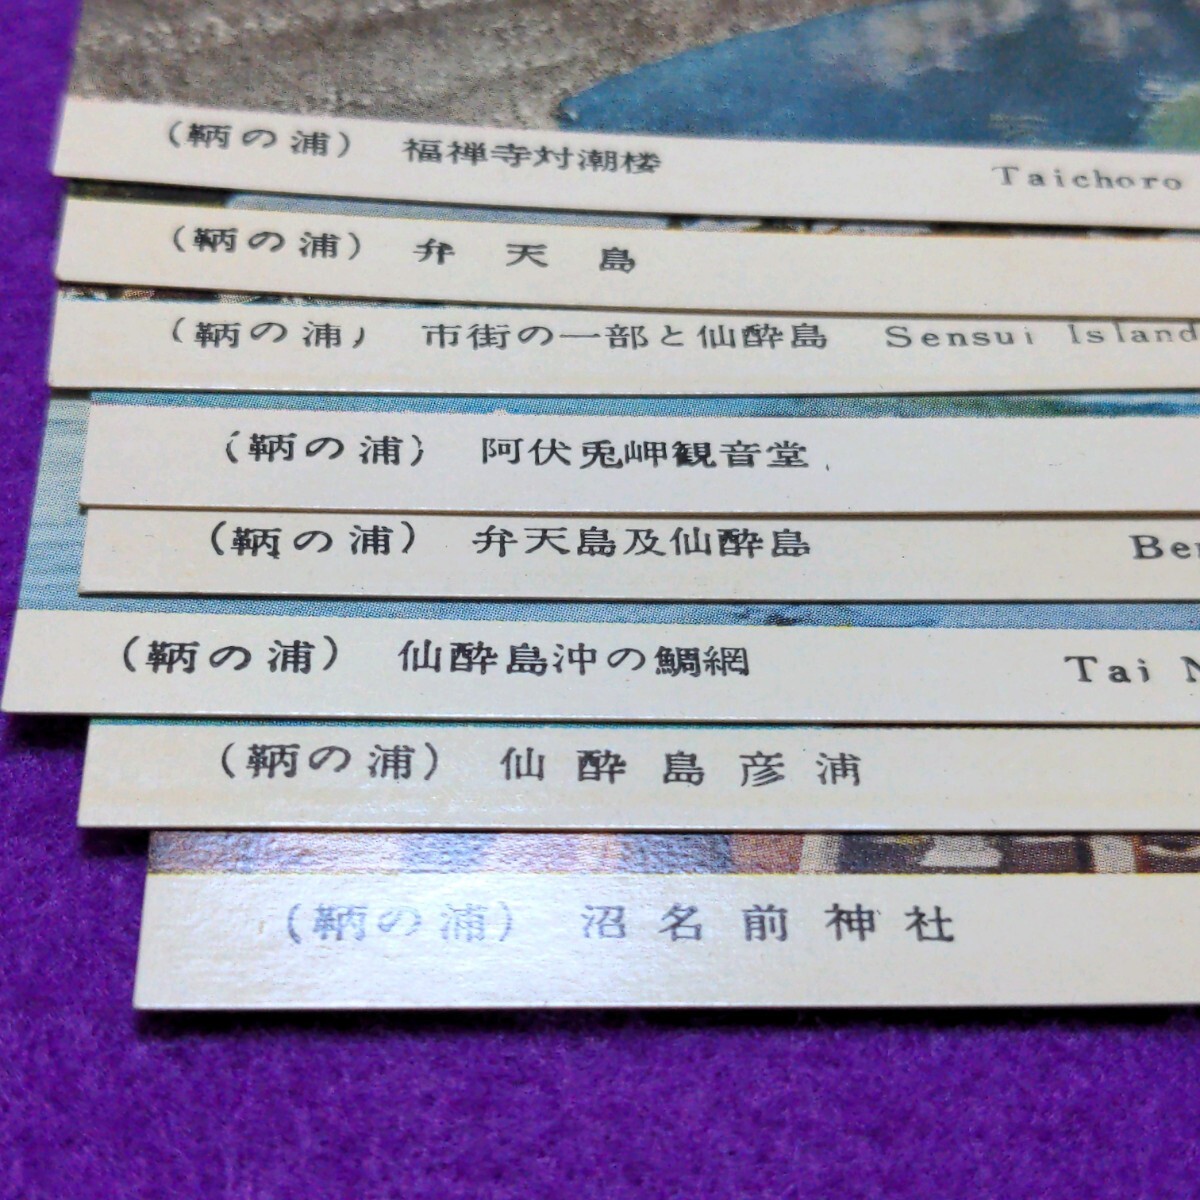 (鞆の浦) 福禅寺対潮楼 Taichoro
(鞆の浦) 弁天島
(鞆の浦) 市街の一部と仙酔島 Sensui Island
(鞆の浦) 阿伏兎岬観音堂
(鞆の浦) 弁天島及仙酔島 Ben
(鞆の浦) 仙酔島沖の鯛網 Tai N
(鞆の浦) 仙酔島彦浦
(鞆の浦) 沼名前神社